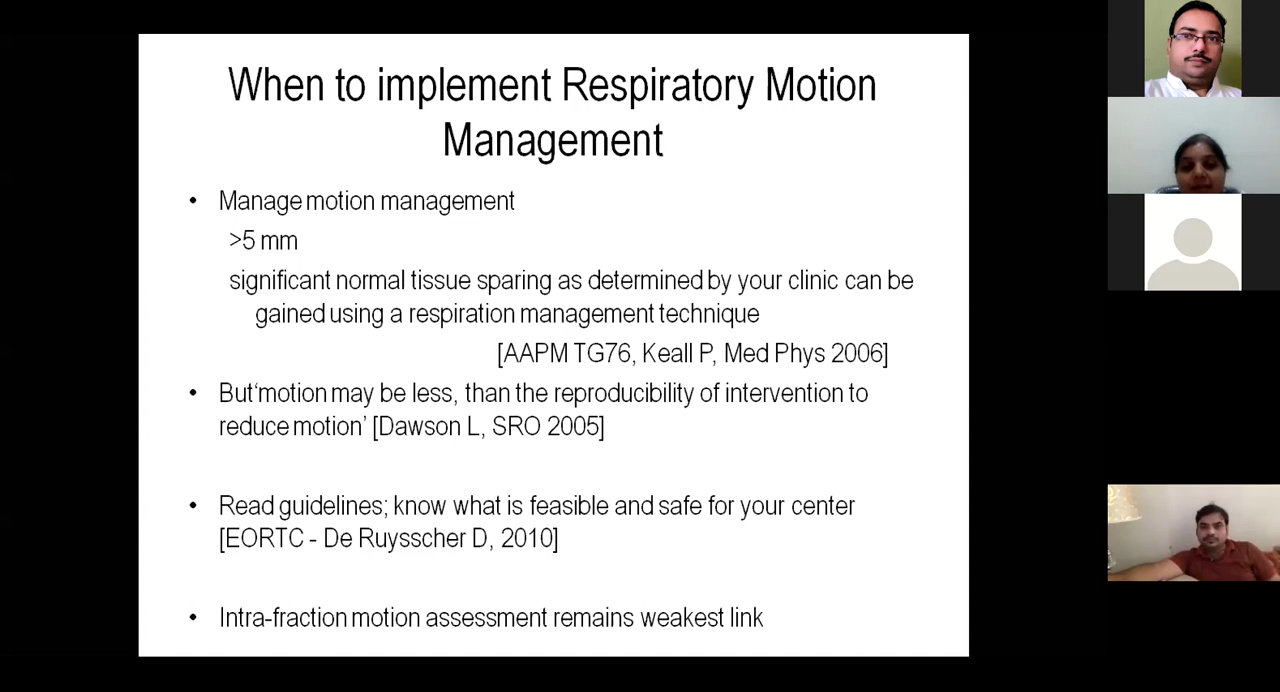 When to implement Respiratory Motion
Management
• Manage motion management
>5 mm
significant normal tissue sparing as determined by your clinic can be
gained using a respiration management technique
[AAPM TG76, Keall P, Med Phys 2006]
• But‘motion may be less, than the reproducibility of intervention to
reduce motion’ [Dawson L, SRO 2005]
• Read guidelines; know what is feasible and safe for your center
[EORTC - De Ruysscher D, 2010]
• Intra-fraction motion assessment remains weakest link